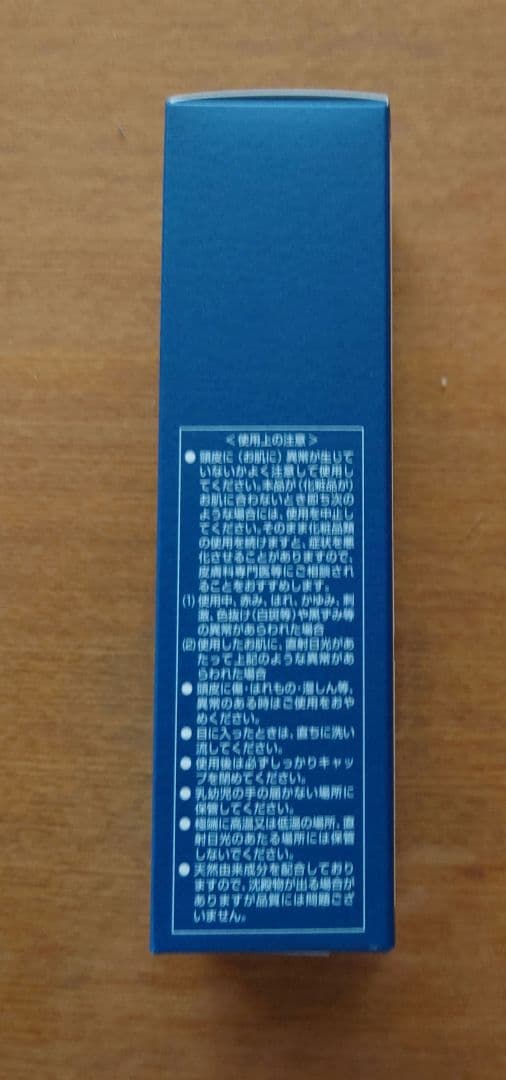 ＜使用上の注意＞
●頭皮に（お肌に）異常が生じて
いないかよく注意して使用し
てください。本品が（化粧品が）
お肌に合わないとき即ち次の
ような場合には、使用を中止し
てください。そのまま化粧品類
の使用を続けますと、症状を悪
化させることがありますので、
皮膚科専門医等にご相談され
ることをおすすめします。
(1)使用中、赤み、はれ、かゆみ、刺
激、色抜け（白斑等）や黒ずみ等
の異常があらわれた場合
(2)使用したお肌に、直射日光があ
たって上記のような異常があ
らわれた場合
●頭皮に傷・はれもの・湿しん等、
異常のある時はご使用をおや
めください。
●目に入ったときは、直ちに洗い
流してください。
●使用後は必ずしっかりキャッ
プを閉めてください。
●乳幼児の手の届かない場所に
保管してください。
●極端に高温又は低温の場所、直
射日光のあたる場所には保管
しないでください。
●天然由来成分を配合しており
ますので、沈殿物が出る場合が
ありますが品質には問題ござ
いません。